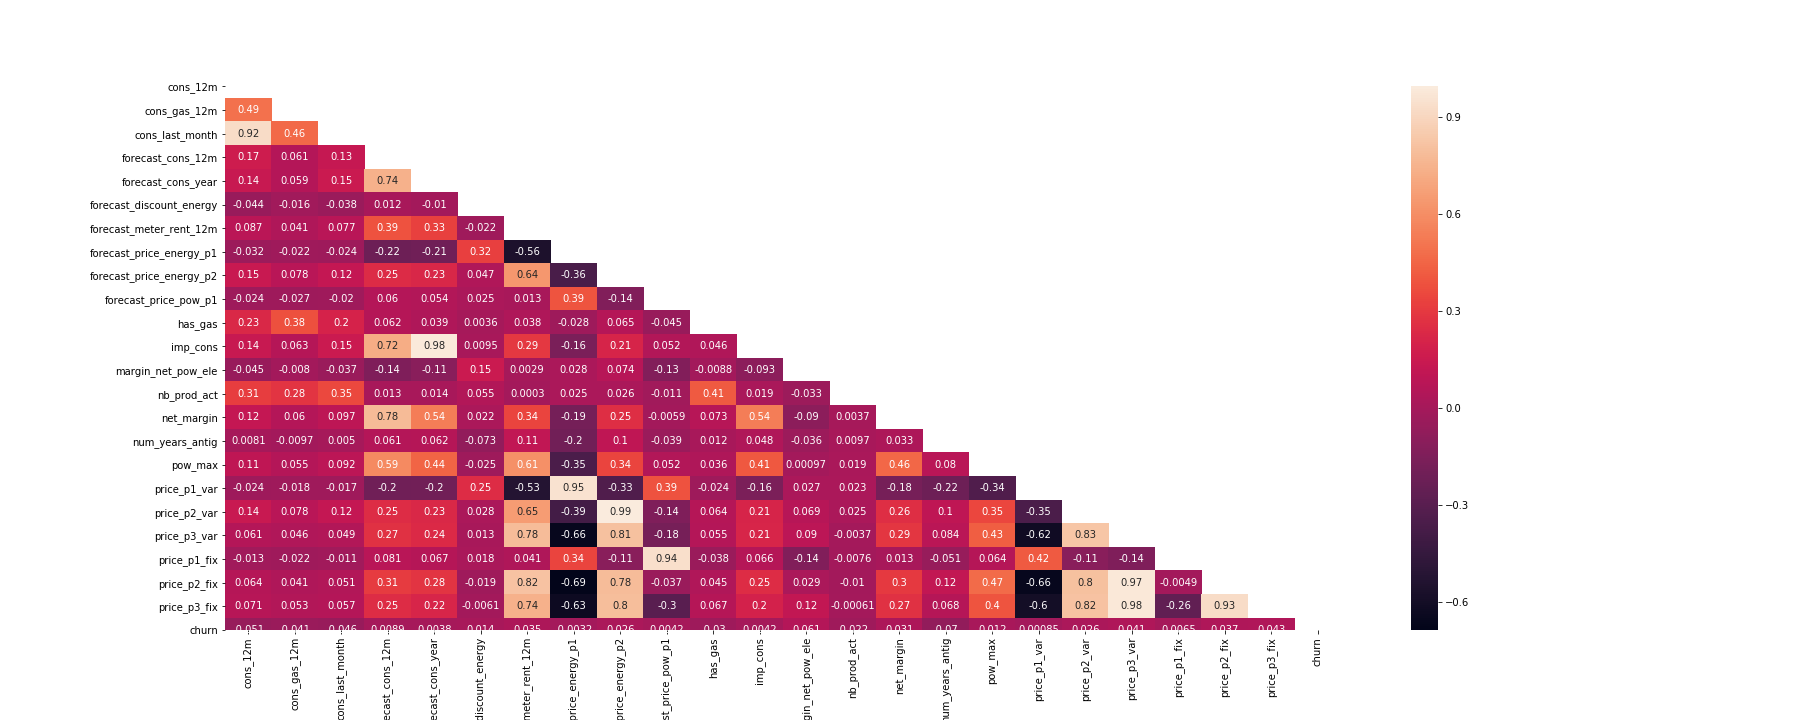 cons_12m
cons_gas_12m 0.49
cons_last_month 0.92 0.46 0.9
forecast_cons_12m 0.17 0.061 0.13
forecast_cons_year 0.14 0.059 0.15 0.74
forecast_discount_energy -0.044 -0.016 -0.038 0.012 -0.01
forecast_meter_rent_12m 0.087 0.041 0.077 0.39 0.33 -0.022 0.6
forecast_price_energy_p1 -0.032 -0.022 -0.024 -0.22 -0.21 0.32 -0.56
forecast_price_energy_p2 0.15 0.078 0.12 0.25 0.23 0.047 0.64 -0.36
forecast_price_pow_p1 -0.024 -0.027 -0.02 0.06 0.054 0.025 0.013 0.39 -0.14
has_gas 0.23 0.38 0.2 0.062 0.039 0.0036 0.038 -0.028 0.065 -0.045 0.3
imp_cons 0.14 0.063 0.15 0.72 0.98 0.0095 0.29 -0.16 0.21 0.052 0.046
margin_net_pow_ele -0.045 -0.008 -0.037 -0.14 -0.11 0.15 0.0029 0.028 0.074 -0.13 -0.0088 -0.093
nb_prod_act 0.31 0.28 0.35 0.013 0.014 0.055 0.0003 0.025 0.026 -0.011 0.41 0.019 -0.033
0.0
net_margin 0.12 0.06 0.097 0.78 0.54 0.022 0.34 -0.19 0.25 -0.0059 0.073 0.54 -0.09 0.0037
num_years_antig 0.0081 -0.0097 0.005 0.061 0.062 -0.073 0.11 -0.2 0.1 -0.039 0.012 0.048 -0.036 0.0097 0.033
pow_max 0.11 0.055 0.092 0.59 0.44 -0.025 0.61 -0.35 0.34 0.052 0.036 0.41 0.00097 0.019 0.46 0.08
price_p1_var -0.024 -0.018 -0.017 -0.2 -0.2 0.25 -0.53 0.95 -0.33 0.39 -0.024 -0.16 0.027 0.023 -0.18 -0.22 -0.34
−0.3
price_p2_var 0.14 0.078 0.12 0.25 0.23 0.028 0.65 -0.39 0.99 -0.14 0.064 0.21 0.069 0.025 0.26 0.1 0.35 -0.35
price_p3_var 0.061 0.046 0.049 0.27 0.24 0.013 0.78 -0.66 0.81 -0.18 0.055 0.21 0.09 -0.0037 0.29 0.084 0.43 -0.62 0.83
price_p1_fix -0.013 -0.022 -0.011 0.081 0.067 0.018 0.041 0.34 -0.11 0.94 -0.038 0.066 -0.14 -0.0076 0.013 -0.051 0.064 0.42 -0.11 -0.14
price_p2_fix 0.064 0.041 0.051 0.31 0.28 -0.019 0.82 -0.69 0.78 -0.037 0.045 0.25 0.029 -0.01 0.3 0.12 0.47 -0.66 0.8 0.97 -0.0049
price_p3_fix 0.071 0.053 0.057 0.25 0.22 -0.0061 0.74 -0.63 0.8 -0.3 0.067 0.2 0.12 -0.00061 0.27 0.068 0.4 -0.6 0.82 0.98 -0.26 0.93
−0.6
churn
cons_12m
cons_gas_12m
cons_last_month
recast_cons_12m
ecast_cons_year
discount_energy
meter_rent_12m
price_energy_p1
price_energy_p2
st_price_pow_p1
has_gas
imp_cons
gin_net_pow_ele
nb_prod_act
net_margin
num_years_antig
pow_max
price_p1_var
price_p2_var
price_p3_var
price_p1_fix
price_p2_fix
price_p3_fix
churn